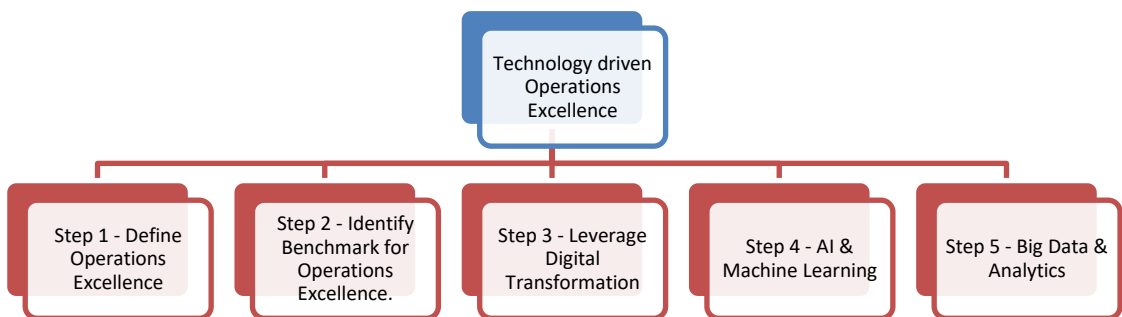 Technology driven
Operations
Excellence
Step 1 - Define
Operations
Excellence
Step 2 - Identify
Benchmark for
Operations
Excellence.
Step 3 - Leverage
Digital
Transformation
Step 4 - AI &
Machine Learning
Step 5 - Big Data &
Analytics